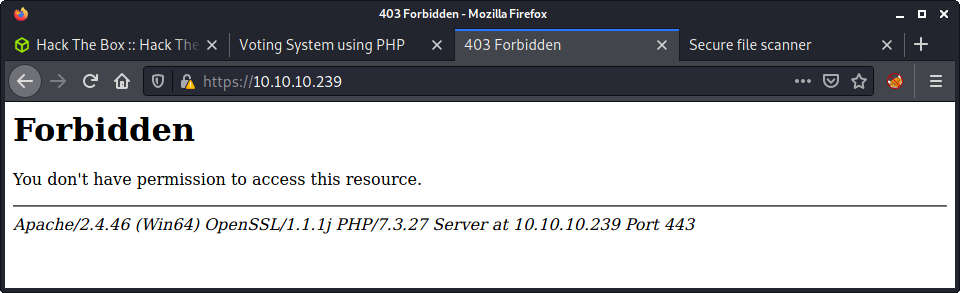 403 Forbidden - Mozilla Firefox
Hack The Box :: Hack The
Voting System using PHP
403 Forbidden
Secure file scanner
https://10.10.10.239
Forbidden
You don't have permission to access this resource.
Apache/2.4.46 (Win64) OpenSSL/1.1.1j PHP/7.3.27 Server at 10.10.10.239 Port 443